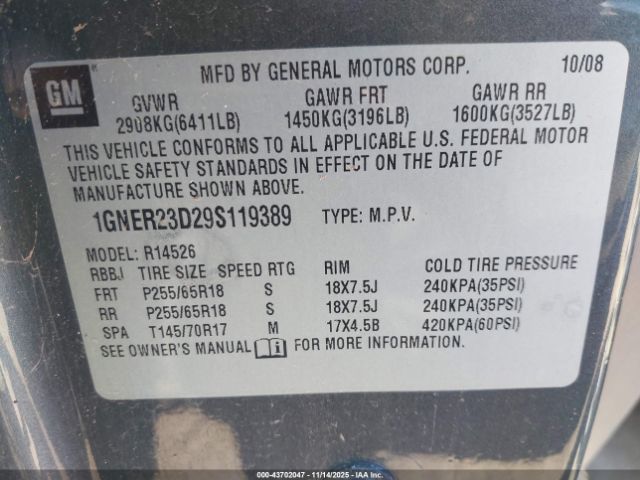 GM
MFD BY GENERAL MOTORS CORP. 10/08
GVWR GAWR FRT GAWR RR
2908KG(6411LB) 1450KG(3196LB) 1600KG(3527LB)
THIS VEHICLE CONFORMS TO ALL APPLICABLE U.S. FEDERAL MOTOR
VEHICLE SAFETY STANDARDS IN EFFECT ON THE DATE OF
MANUFACTURE SHOWN ABOVE.
1GNER23D29S119389 TYPE: M.P.V.
MODEL: R14526
RBBJ TIRE SIZE SPEED RTG RIM COLD TIRE PRESSURE
FRT P255/65R18 S 18X7.5J 240KPA(35PSI)
RR P255/65R18 S 18X7.5J 240KPA(35PSI)
SPA T145/70R17 M 17X4.5B 420KPA(60PSI)
SEE OWNER'S MANUAL FOR MORE INFORMATION.
000-43702047 - 11/14/2025 - IAAI.COM